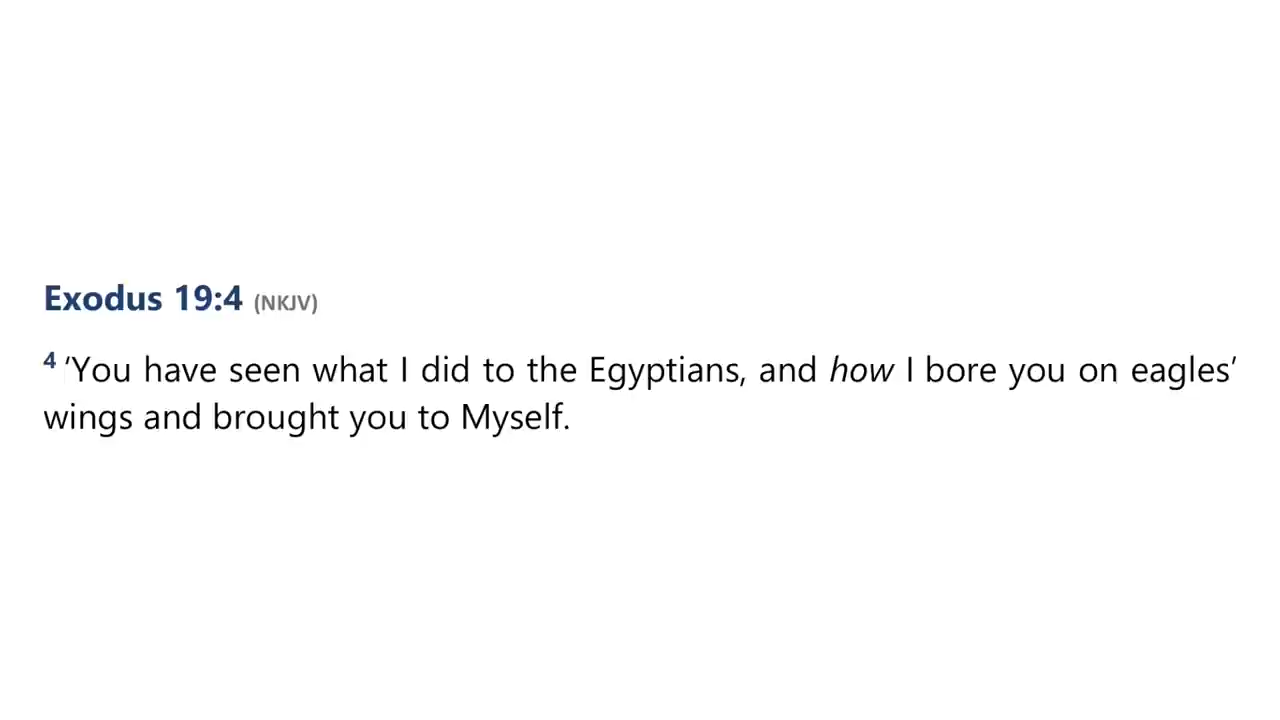 Exodus 19:4 (NKJV)
4 ‘You have seen what I did to the Egyptians, and how I bore you on eagles’
wings and brought you to Myself.